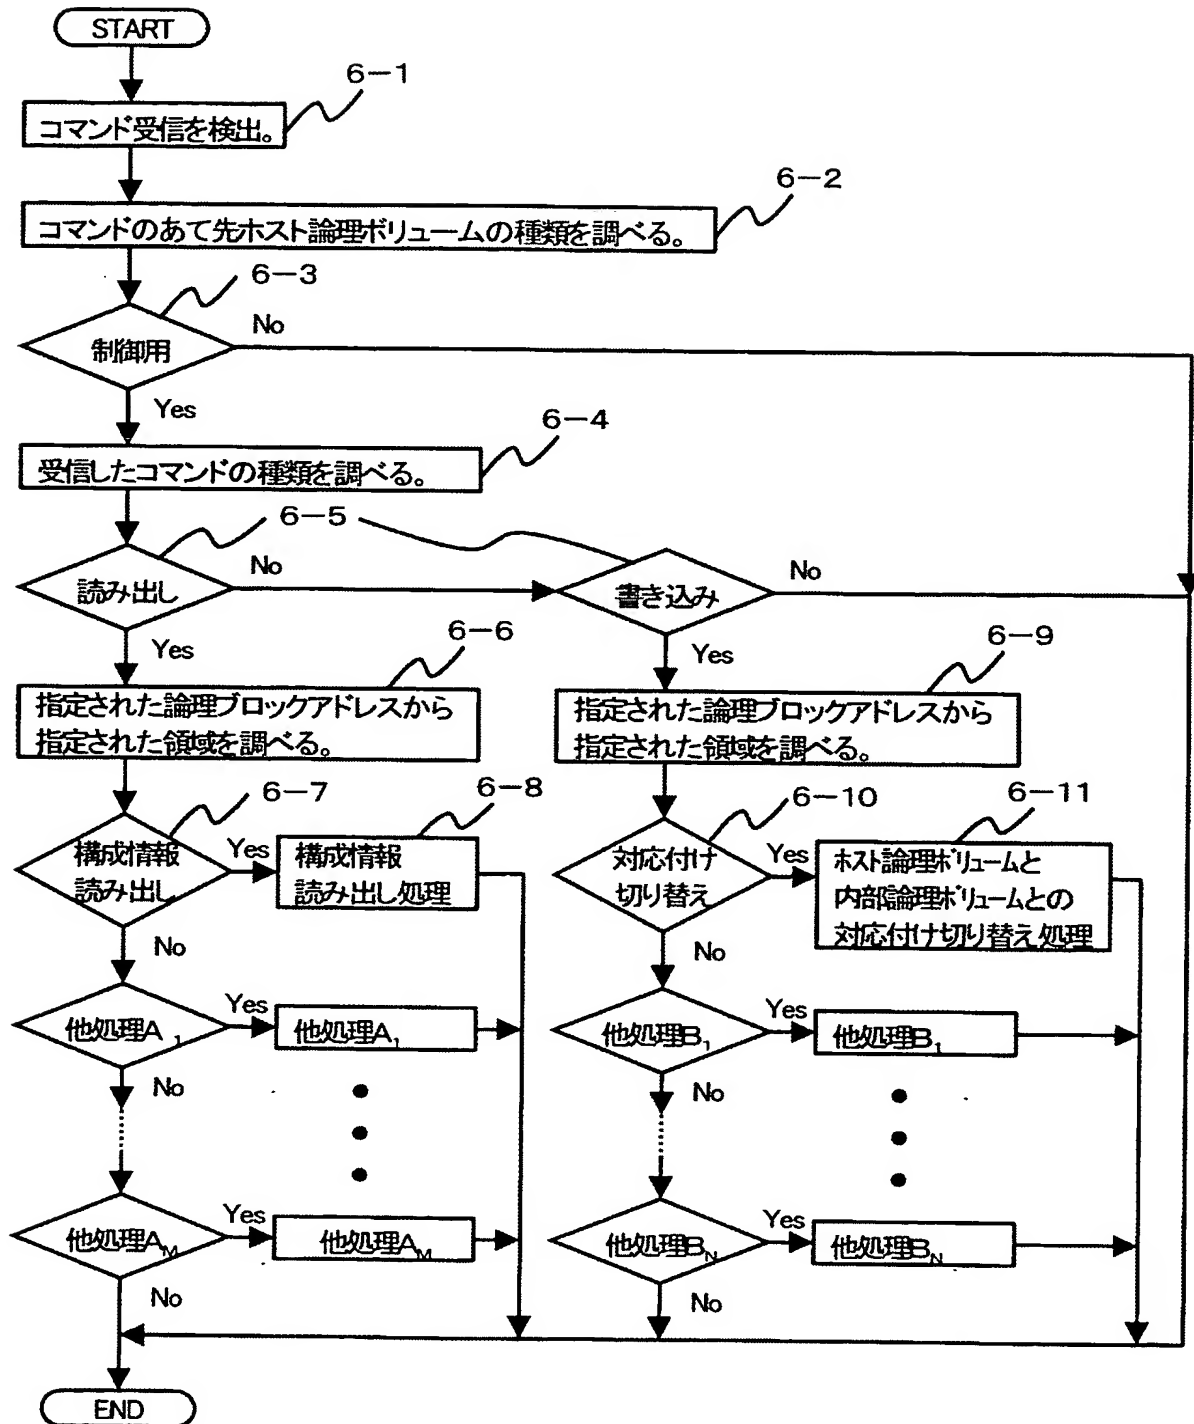 START
6-1
コマンド受信を検出。
6-2
コマンドのあて先ホスト論理ボリュームの種類を調べる。
6-3
No
制御用
Yes
6-4
受信したコマンドの種類を調べる。
6-5
読み出し
No
書き込み
No
Yes
6-6
Yes
6-9
指定された論理ブロックアドレスから
指定された領域を調べる。
指定された論理ブロックアドレスから
指定された領域を調べる。
6-7
6-8
6-10
6-11
構成情報
読み出し
Yes
構成情報
読み出し処理
対応付け
切り替え
Yes
ホスト論理ボリュームと
内部論理ボリュームとの
対応付け切り替え処理
No
No
他処理A₁
Yes
他処理A₁
他処理B₁
Yes
他処理B₁
No
No
他処理A_M
Yes
他処理A_M
他処理B_N
Yes
他処理B_N
No
No
END